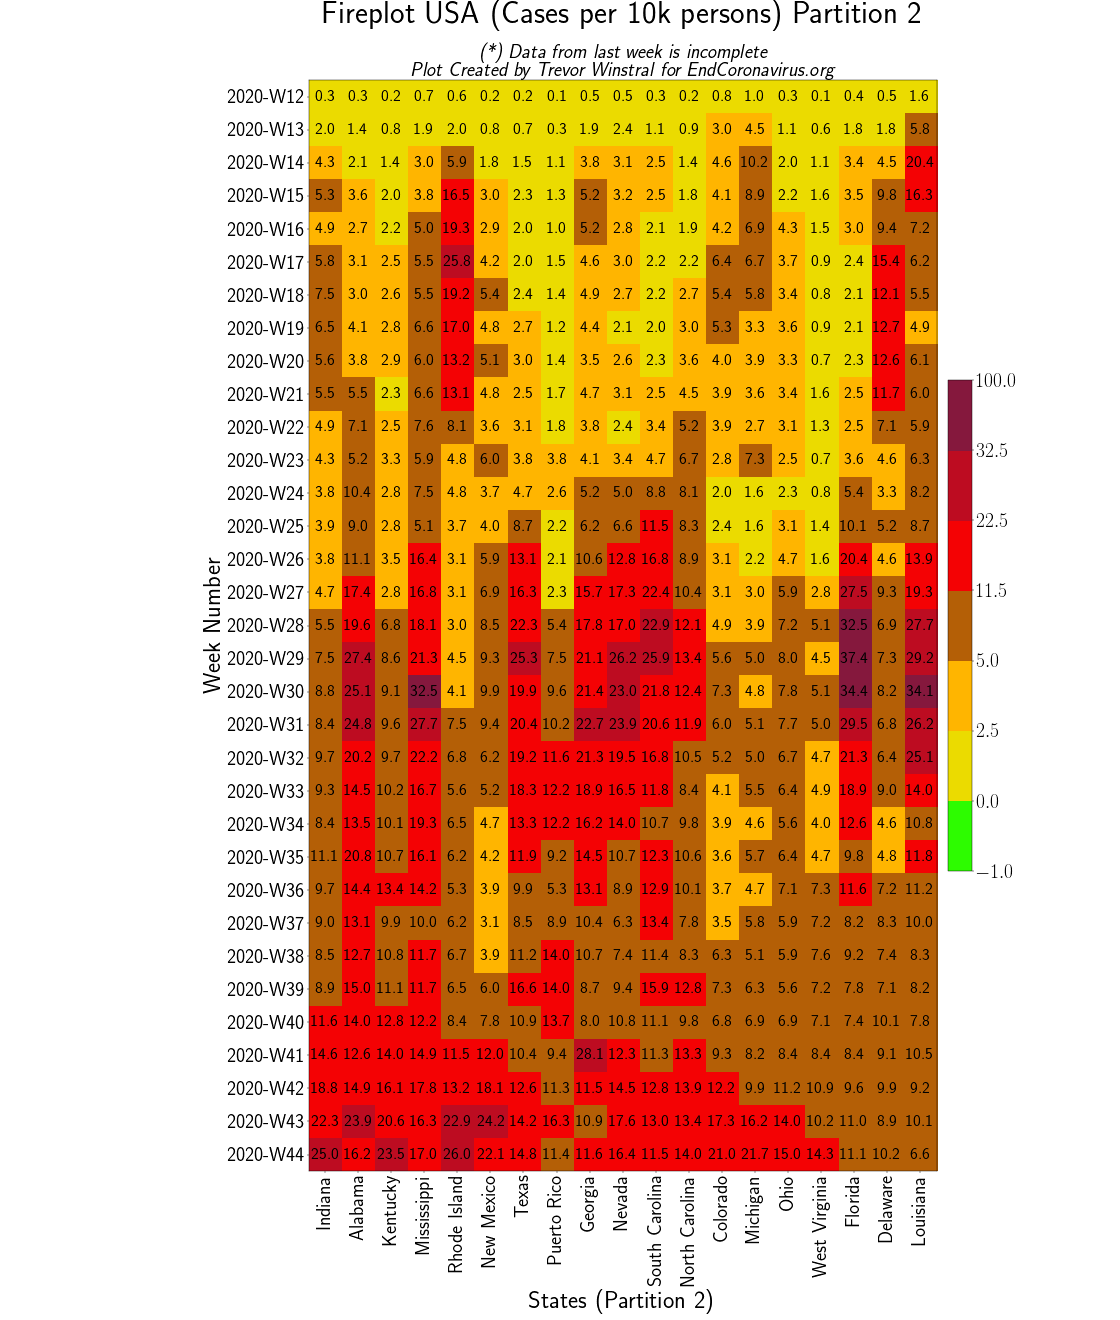 Fireplot USA (Cases per 10k persons) Partition 2
(*) Data from last week is incomplete
Plot Created by Trevor Winstral for EndCoronavirus.org
2020-W12 0.3 0.3 0.2 0.7 0.6 0.2 0.2 0.1 0.5 0.5 0.3 0.2 0.8 1.0 0.3 0.1 0.4 0.5 1.6
2020-W13 2.0 1.4 0.8 1.9 2.0 0.8 0.7 0.3 1.9 2.4 1.1 0.9 3.0 4.5 1.1 0.6 1.8 1.8 5.8
2020-W14 4.3 2.1 1.4 3.0 5.9 1.8 1.5 1.1 3.8 3.1 2.5 1.4 4.6 10.2 2.0 1.1 3.4 4.5 20.4
2020-W15 5.3 3.6 2.0 3.8 16.5 3.0 2.3 1.3 5.2 3.2 2.5 1.8 4.1 8.9 2.2 1.6 3.5 9.8 16.3
2020-W16 4.9 2.7 2.2 5.0 19.3 2.9 2.0 1.0 5.2 2.8 2.1 1.9 4.2 6.9 4.3 1.5 3.0 9.4 7.2
2020-W17 5.8 3.1 2.5 5.5 25.8 4.2 2.0 1.5 4.6 3.0 2.2 2.2 6.4 6.7 3.7 0.9 2.4 15.4 6.2
2020-W18 7.5 3.0 2.6 5.5 19.2 5.4 2.4 1.4 4.9 2.7 2.2 2.7 5.4 5.8 3.4 0.8 2.1 12.1 5.5
2020-W19 6.5 4.1 2.8 6.6 17.0 4.8 2.7 1.2 4.4 2.1 2.0 3.0 5.3 3.3 3.6 0.9 2.1 12.7 4.9
2020-W20 5.6 3.8 2.9 6.0 13.2 5.1 3.0 1.4 3.5 2.6 2.3 3.6 4.0 3.9 3.3 0.7 2.3 12.6 6.1
2020-W21 5.5 5.5 2.3 6.6 13.1 4.8 2.5 1.7 4.7 3.1 2.5 4.5 3.9 3.6 3.4 1.6 2.5 11.7 6.0
2020-W22 4.9 7.1 2.5 7.6 8.1 3.6 3.1 1.8 3.8 2.4 3.4 5.2 3.9 2.7 3.1 1.3 2.5 7.1 5.9
2020-W23 4.3 5.2 3.3 5.9 4.8 6.0 3.8 3.8 4.1 3.4 4.7 6.7 2.8 7.3 2.5 0.7 3.6 4.6 6.3
2020-W24 3.8 10.4 2.8 7.5 4.8 3.7 4.7 2.6 5.2 5.0 8.8 8.1 2.0 1.6 2.3 0.8 5.4 3.3 8.2
2020-W25 3.9 9.0 2.8 5.1 3.7 4.0 8.7 2.2 6.2 6.6 11.5 8.3 2.4 1.6 3.1 1.4 10.1 5.2 8.7
2020-W26 3.8 11.1 3.5 16.4 3.1 5.9 13.1 2.1 10.6 12.8 16.8 8.9 3.1 2.2 4.7 1.6 20.4 4.6 13.9
2020-W27 4.7 17.4 2.8 16.8 3.1 6.9 16.3 2.3 15.7 17.3 22.4 10.4 3.1 3.0 5.9 2.8 27.5 9.3 19.3
2020-W28 5.5 19.6 6.8 18.1 3.0 8.5 22.3 5.4 17.8 17.0 22.9 12.1 4.9 3.9 7.2 5.1 32.5 6.9 27.7
2020-W29 7.5 27.4 8.6 21.3 4.5 9.3 25.3 7.5 21.1 26.2 25.9 13.4 5.6 5.0 8.0 4.5 37.4 7.3 29.2
2020-W30 8.8 25.1 9.1 32.5 4.1 9.9 19.9 9.6 21.4 23.0 21.8 12.4 7.3 4.8 7.8 5.1 34.4 8.2 34.1
2020-W31 8.4 24.8 9.6 27.7 7.5 9.4 20.4 10.2 22.7 23.9 20.6 11.9 6.0 5.1 7.7 5.0 29.5 6.8 26.2
2020-W32 9.7 20.2 9.7 22.2 6.8 6.2 19.2 11.6 21.3 19.5 16.8 10.5 5.2 5.0 6.7 4.7 21.3 6.4 25.1
2020-W33 9.3 14.5 10.2 16.7 5.6 5.2 18.3 12.2 18.9 16.5 11.8 8.4 4.1 5.5 6.4 4.9 18.9 9.0 14.0
2020-W34 8.4 13.5 10.1 19.3 6.5 4.7 13.3 12.2 16.2 14.0 10.7 9.8 3.9 4.6 5.6 4.0 12.6 4.6 10.8
2020-W35 11.1 20.8 10.7 16.1 6.2 4.2 11.9 9.2 14.5 10.7 12.3 10.6 3.6 5.7 6.4 4.7 9.8 4.8 11.8
2020-W36 9.7 14.4 13.4 14.2 5.3 3.9 9.9 5.3 13.1 8.9 12.9 10.1 3.7 4.7 7.1 7.3 11.6 7.2 11.2
2020-W37 9.0 13.1 9.9 10.0 6.2 3.1 8.5 8.9 10.4 6.3 13.4 7.8 3.5 5.8 5.9 7.2 8.2 8.3 10.0
2020-W38 8.5 12.7 10.8 11.7 6.7 3.9 11.2 14.0 10.7 7.4 11.4 8.3 6.3 5.1 5.9 7.6 9.2 7.4 8.3
2020-W39 8.9 15.0 11.1 11.7 6.5 6.0 16.6 14.0 8.7 9.4 15.9 12.8 7.3 6.3 5.6 7.2 7.8 7.1 8.2
2020-W40 11.6 14.0 12.8 12.2 8.4 7.8 10.9 13.7 8.0 10.8 11.1 9.8 6.8 6.9 6.9 7.1 7.4 10.1 7.8
2020-W41 14.6 12.6 14.0 14.9 11.5 12.0 10.4 9.4 28.1 12.3 11.3 13.3 9.3 8.2 8.4 8.4 8.4 9.1 10.5
2020-W42 18.8 14.9 16.1 17.8 13.2 18.1 12.6 11.3 11.5 14.5 12.8 13.9 12.2 9.9 11.2 10.9 9.6 9.9 9.2
2020-W43 22.3 23.9 20.6 16.3 22.9 24.2 14.2 16.3 10.9 17.6 13.0 13.4 17.3 16.2 14.0 10.2 11.0 8.9 10.1
2020-W44 25.0 16.2 23.5 17.0 26.0 22.1 14.8 11.4 11.6 16.4 11.5 14.0 21.0 21.7 15.0 14.3 11.1 10.2 6.6
Week Number
Indiana
Alabama
Kentucky
Mississippi
Rhode Island
New Mexico
Texas
Puerto Rico
Georgia
Nevada
South Carolina
North Carolina
Colorado
Michigan
Ohio
West Virginia
Florida
Delaware
Louisiana
States (Partition 2)
100.0
32.5
22.5
11.5
5.0
2.5
0.0
−1.0